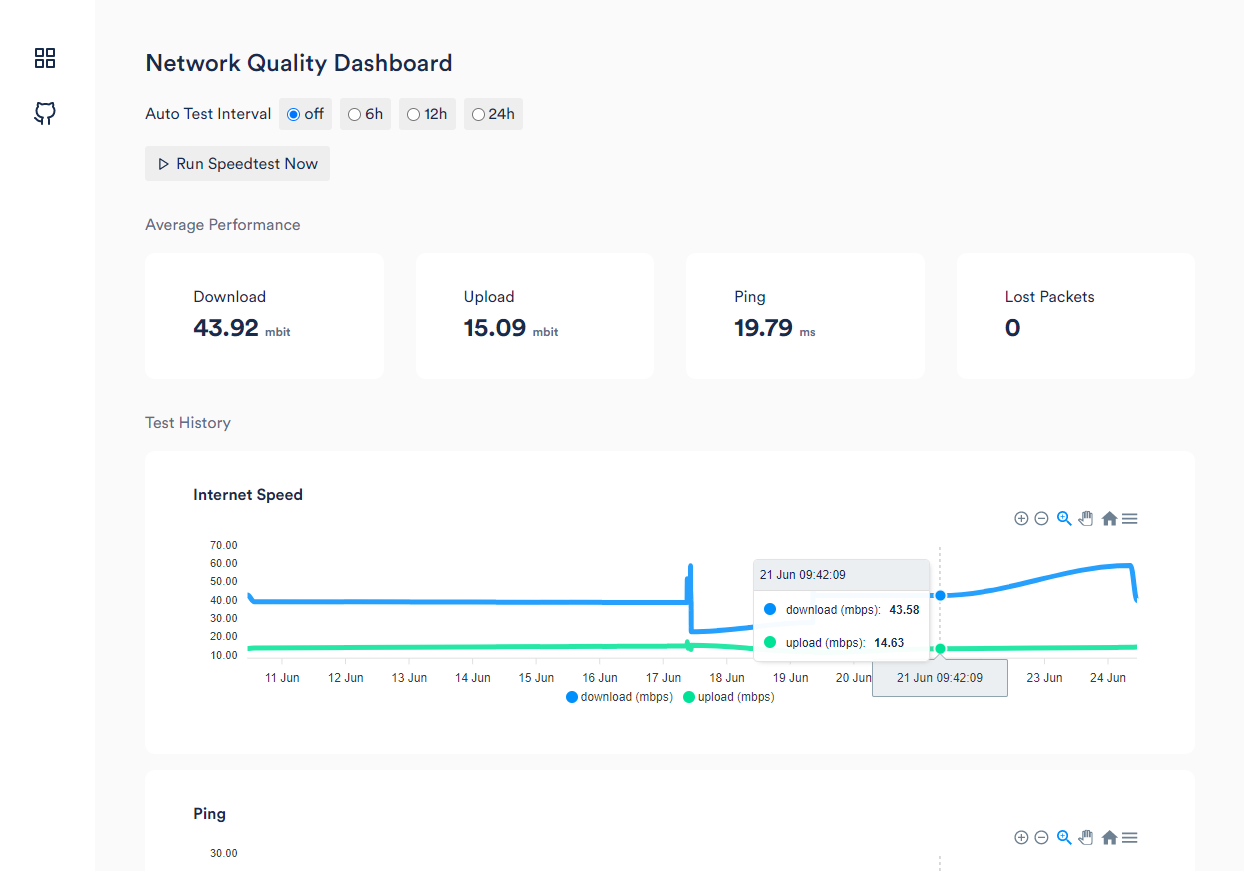 Network Quality Dashboard
Auto Test Interval off 6h 12h 24h
Run Speedtest Now
Average Performance
Download Upload Ping Lost Packets
43.92 mbit 15.09 mbit 19.79 ms 0
Test History
Internet Speed
70.00
60.00
50.00
40.00
30.00
20.00
10.00
21 Jun 09:42:09
download (mbps): 43.58
upload (mbps): 14.63
11 Jun 12 Jun 13 Jun 14 Jun 15 Jun 16 Jun 17 Jun 18 Jun 19 Jun 20 Jun 21 Jun 09:42:09 23 Jun 24 Jun
download (mbps) upload (mbps)
Ping
30.00